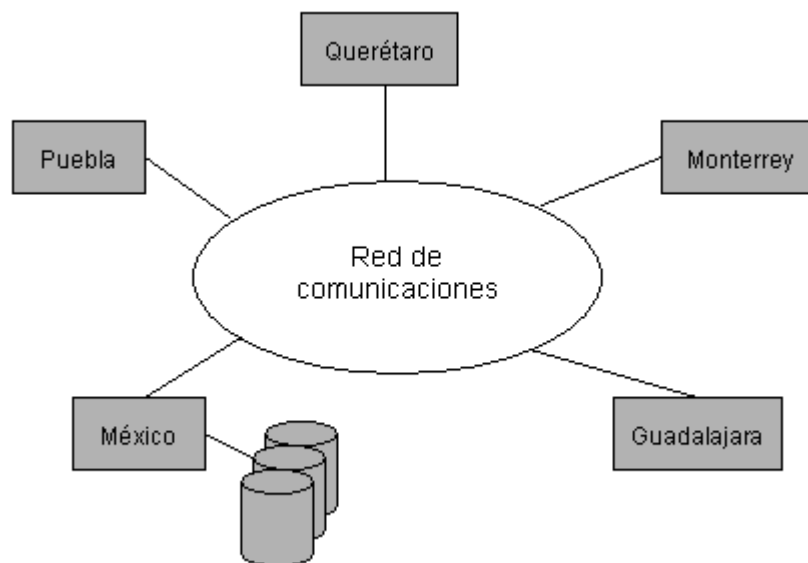 Querétaro
Puebla
Monterrey
Red de
comunicaciones
México
Guadalajara